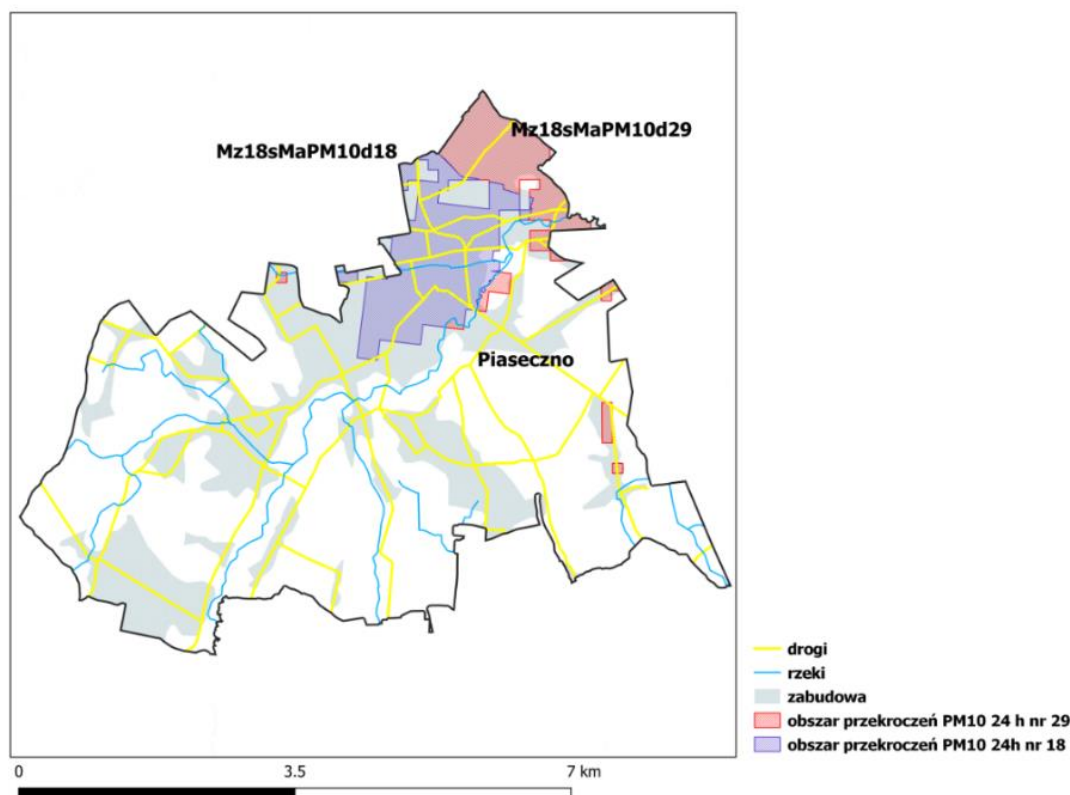 Mz18sMaPM10d29
Mz18sMaPM10d18
Piaseczno
drogi
rzeki
zabudowa
obszar przekroczeń PM10 24 h nr 29
obszar przekroczeń PM10 24h nr 18
0 3.5 7 km